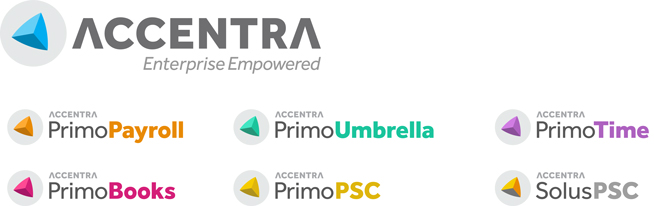 ACCENTRA
Enterprise Empowered
ACCENTRA
PrimoPayroll
ACCENTRA
PrimoUmbrella
ACCENTRA
PrimoTime
ACCENTRA
PrimoBooks
ACCENTRA
PrimoPSC
ACCENTRA
SolusPSC